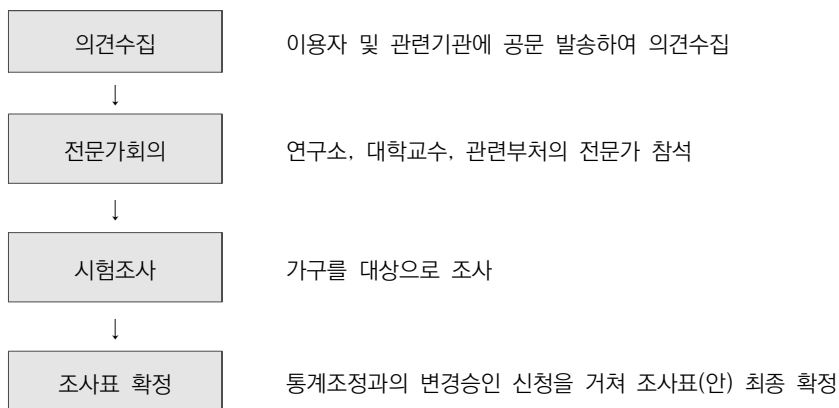 의견수집 이용자 및 관련기관에 공문 발송하여 의견수집
↓
전문가회의 연구소, 대학교수, 관련부처의 전문가 참석
↓
시험조사 가구를 대상으로 조사
↓
조사표 확정 통계조정과의 변경승인 신청을 거쳐 조사표(안) 최종 확정